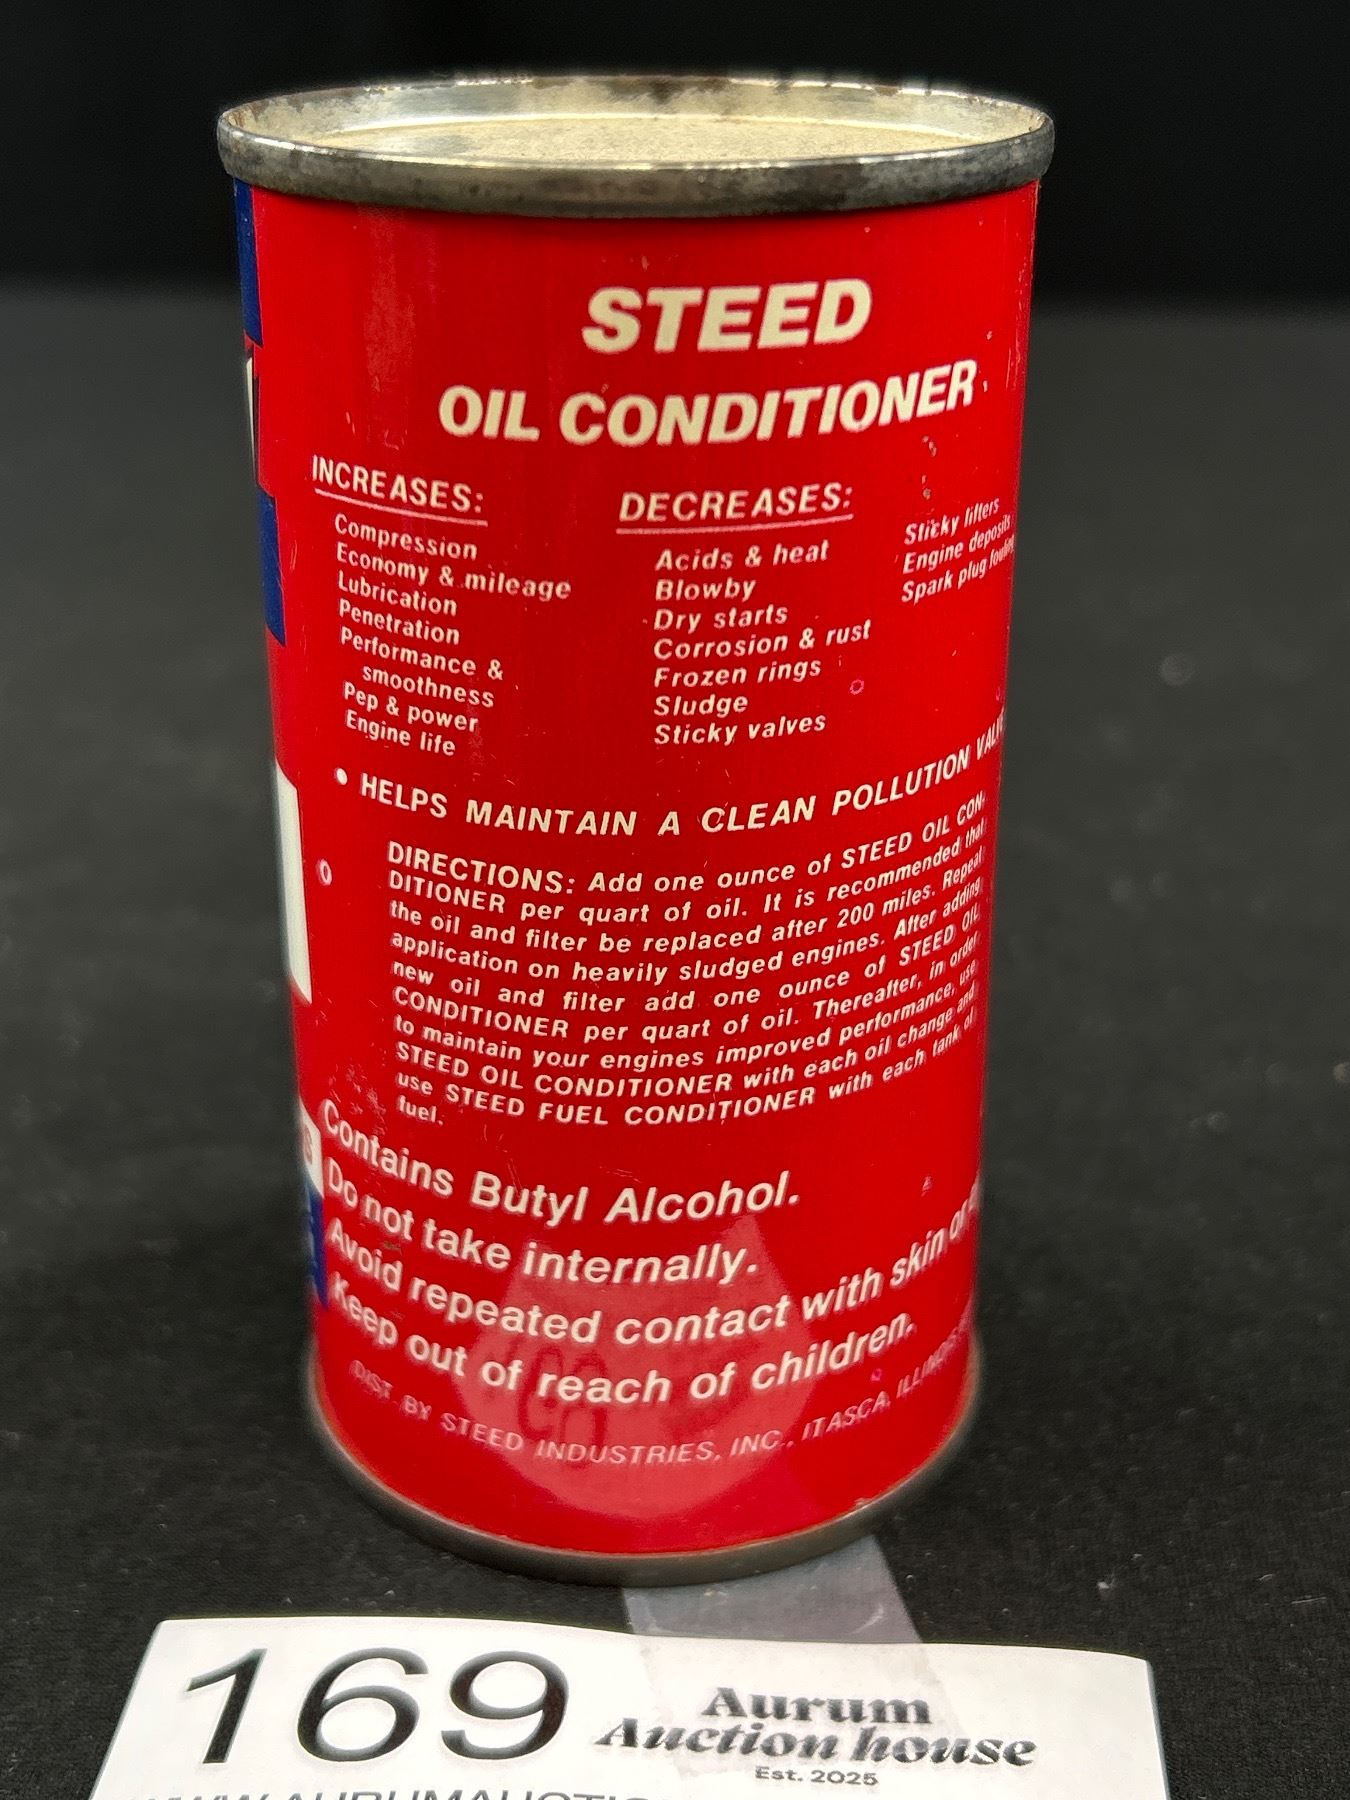 STEED
OIL CONDITIONER
INCREASES:
Compression
Economy & mileage
Lubrication
Penetration
Performance &
smoothness
Pep & power
Engine life
DECREASES:
Acids & heat
Blowby
Dry starts
Corrosion & rust
Frozen rings
Sludge
Sticky valves
Sticky lifters
Engine deposits
Spark plug fouling
• HELPS MAINTAIN A CLEAN POLLUTION VALVE
DIRECTIONS: Add one ounce of STEED OIL CON-
DITIONER per quart of oil. It is recommended that
the oil and filter be replaced after 200 miles. Repeat
application on heavily sludged engines. After adding
new oil and filter add one ounce of STEED OIL
CONDITIONER per quart of oil. Thereafter, in order
to maintain your engines improved performance, use
STEED OIL CONDITIONER with each oil change and
use STEED FUEL CONDITIONER with each tank of
fuel.
Contains Butyl Alcohol.
Do not take internally.
Avoid repeated contact with skin or
Keep out of reach of children.
DIST. BY STEED INDUSTRIES, INC., ITASCA, ILLINOIS
169
Aurum
Auction house
Est. 2025